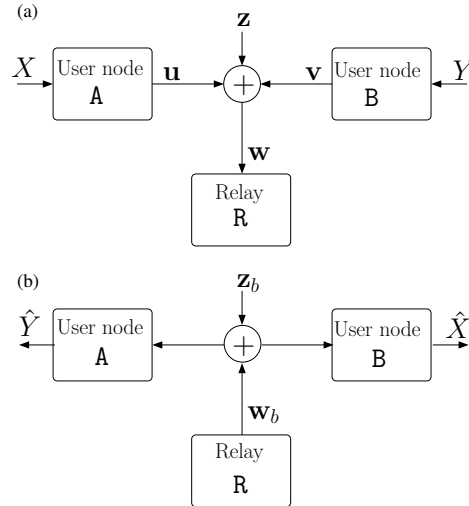 (a)
z
X
User node
A
u
+
v
User node
B
Y
w
Relay
R
(b)
z_b
Ŷ
User node
A
+
User node
B
X̂
w_b
Relay
R